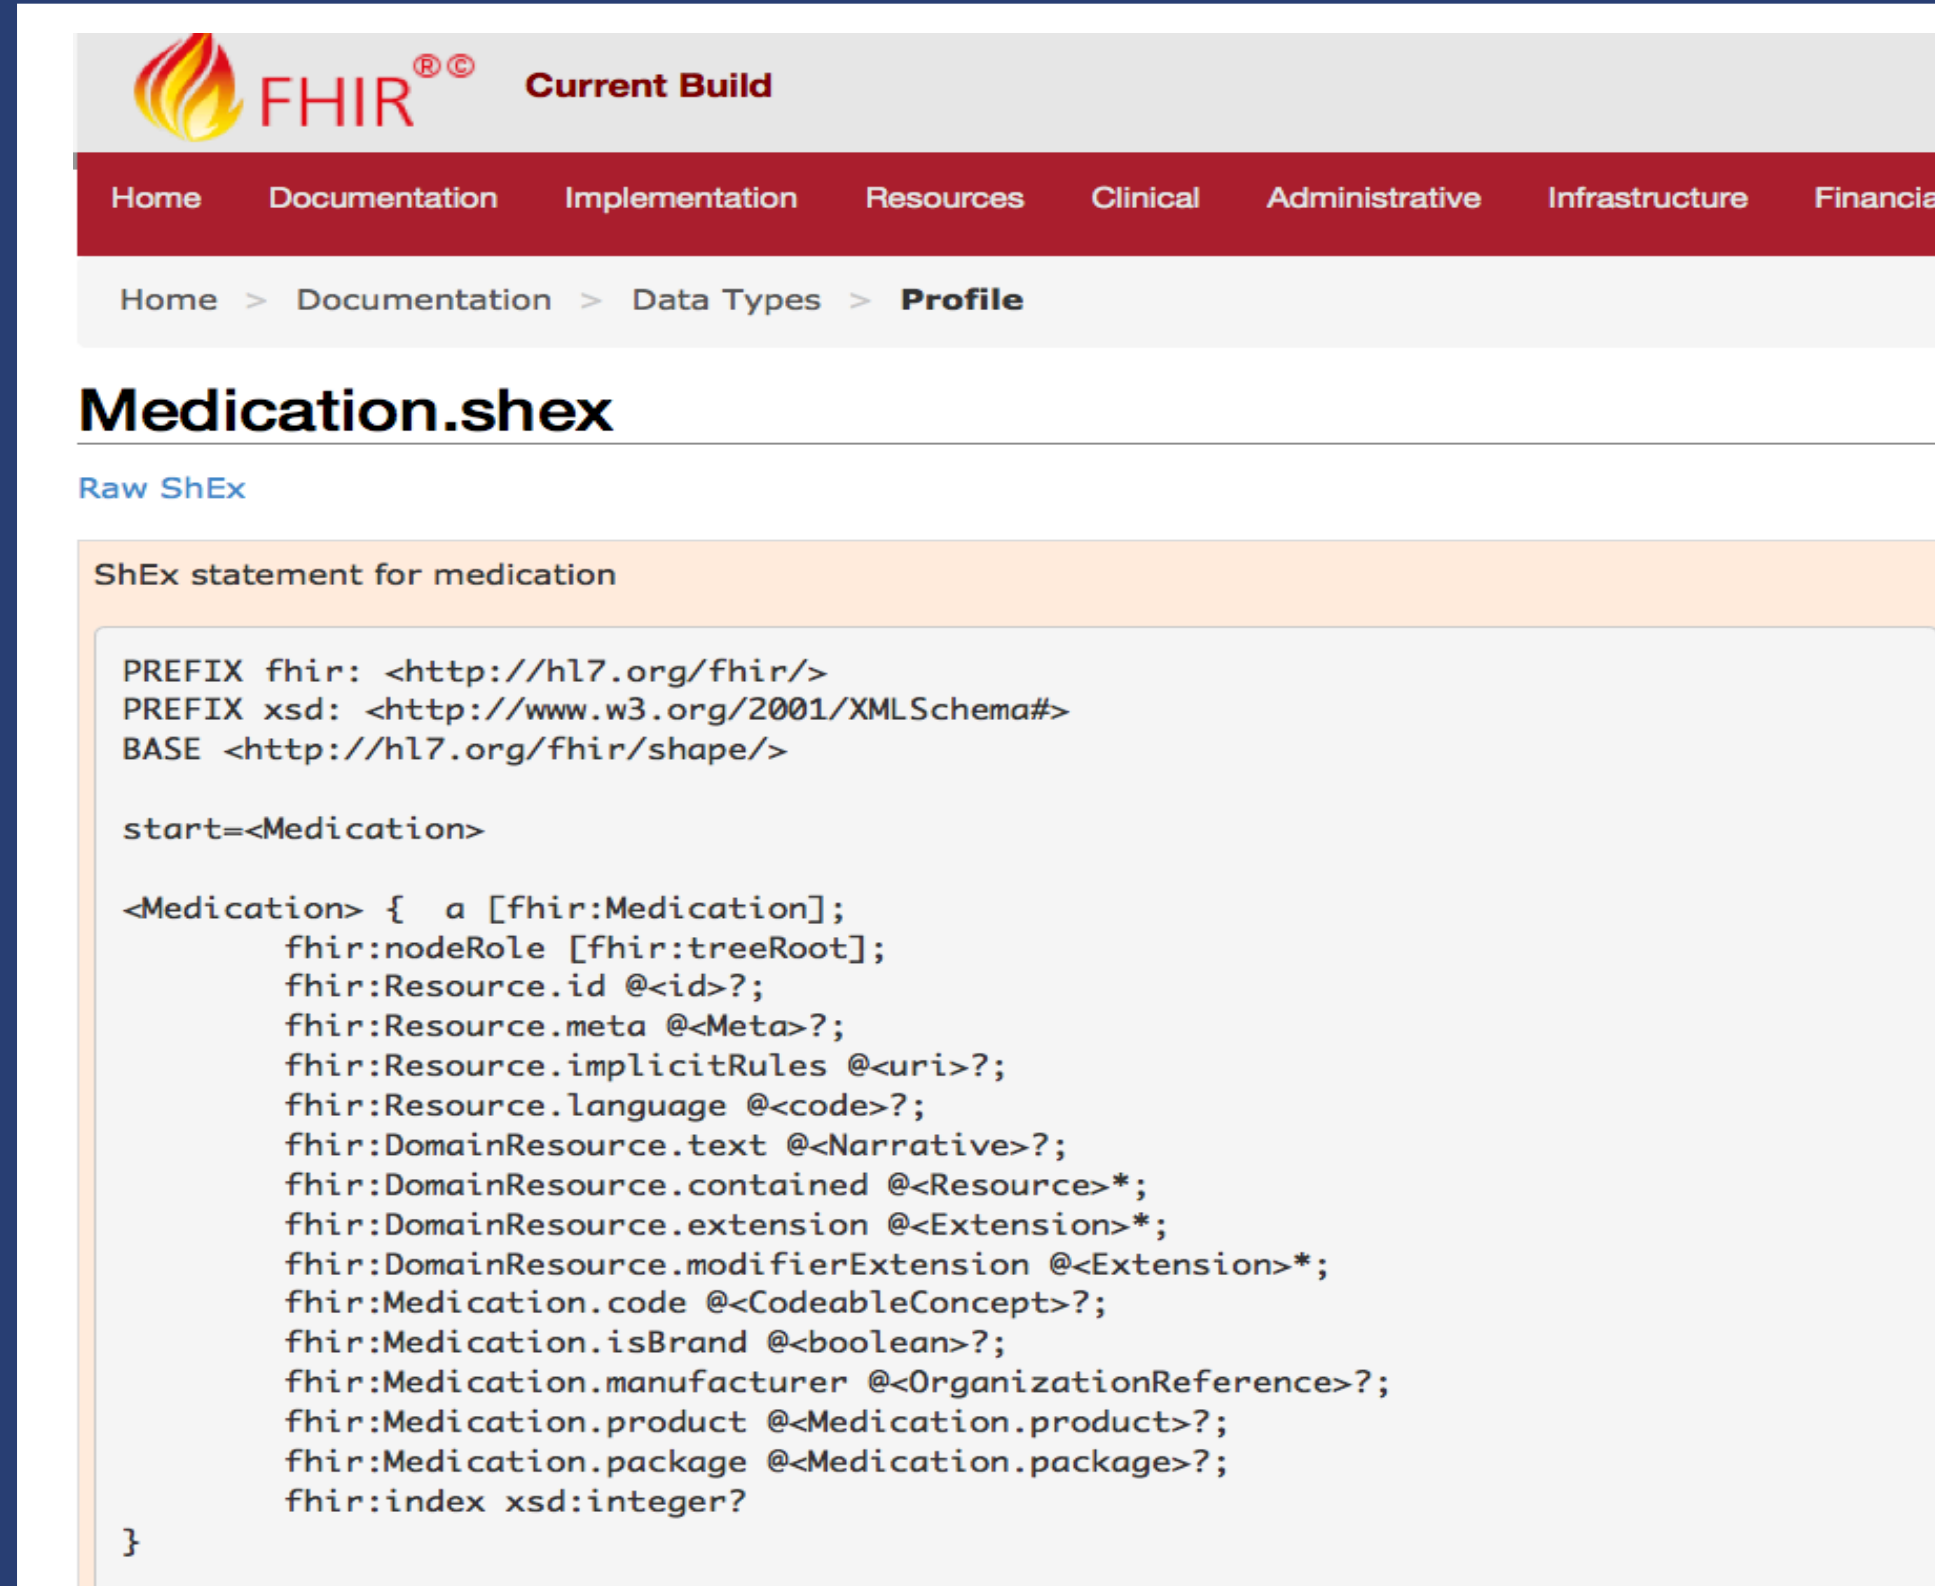 FHIR®© Current Build
Home Documentation Implementation Resources Clinical Administrative Infrastructure Financia
Home > Documentation > Data Types > Profile
Medication.shex
Raw ShEx
ShEx statement for medication
PREFIX fhir: <http://hl7.org/fhir/>
PREFIX xsd: <http://www.w3.org/2001/XMLSchema#>
BASE <http://hl7.org/fhir/shape/>
start=<Medication>
<Medication> {  a [fhir:Medication];
fhir:nodeRole [fhir:treeRoot];
fhir:Resource.id @<id>?;
fhir:Resource.meta @<Meta>?;
fhir:Resource.implicitRules @<uri>?;
fhir:Resource.language @<code>?;
fhir:DomainResource.text @<Narrative>?;
fhir:DomainResource.contained @<Resource>*;
fhir:DomainResource.extension @<Extension>*;
fhir:DomainResource.modifierExtension @<Extension>*;
fhir:Medication.code @<CodeableConcept>?;
fhir:Medication.isBrand @<boolean>?;
fhir:Medication.manufacturer @<OrganizationReference>?;
fhir:Medication.product @<Medication.product>?;
fhir:Medication.package @<Medication.package>?;
fhir:index xsd:integer?
}